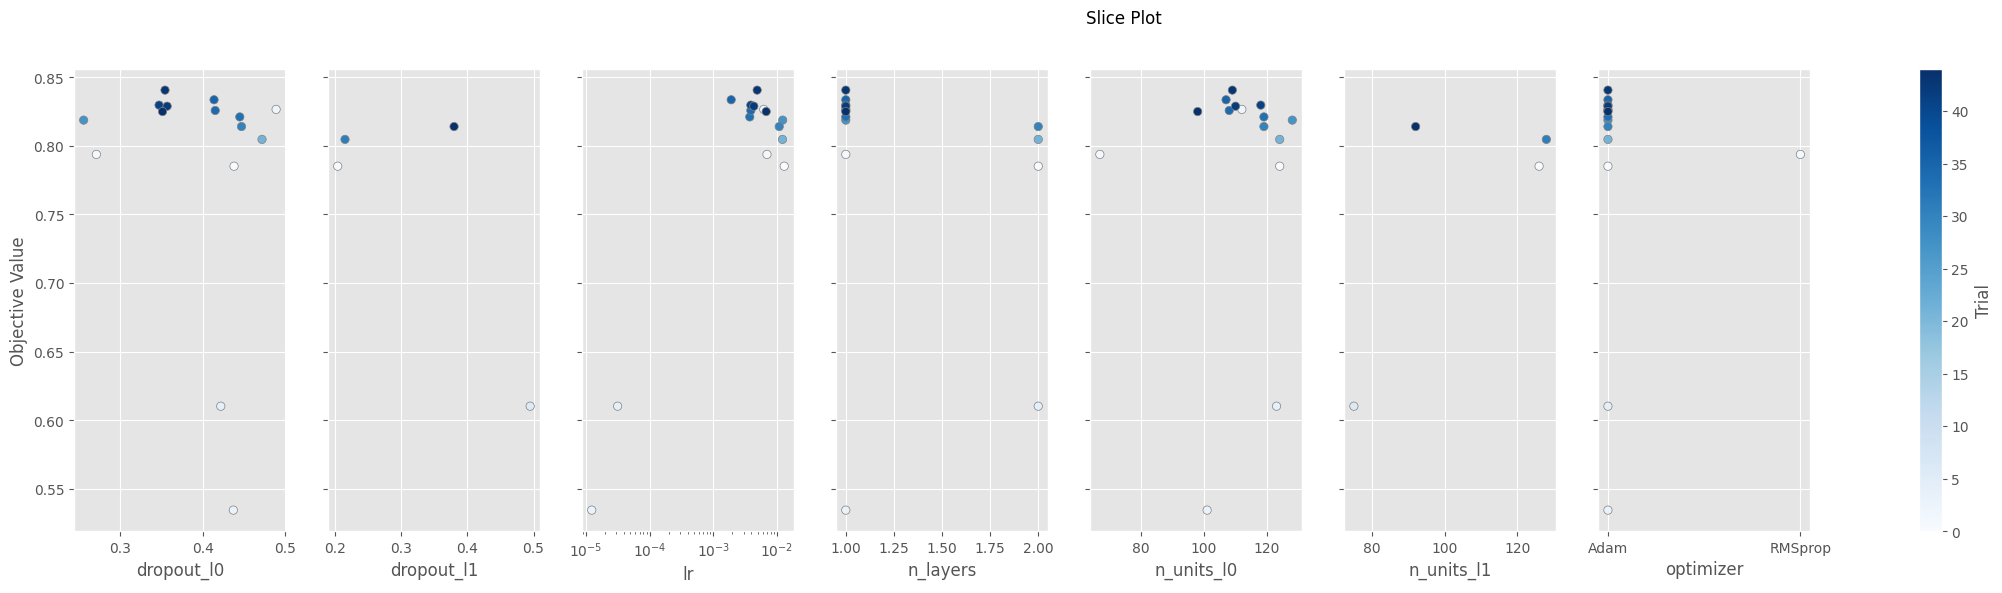 Slice Plot
Objective Value
0.85
0.80
0.75
0.70
0.65
0.60
0.55
0.3 0.4 0.5
dropout_l0
0.2 0.3 0.4 0.5
dropout_l1
10⁻⁵ 10⁻⁴ 10⁻³ 10⁻²
lr
1.00 1.25 1.50 1.75 2.00
n_layers
80 100 120
n_units_l0
80 100 120
n_units_l1
Adam RMSprop
optimizer
40
35
30
25
20
15
10
5
0
Trial